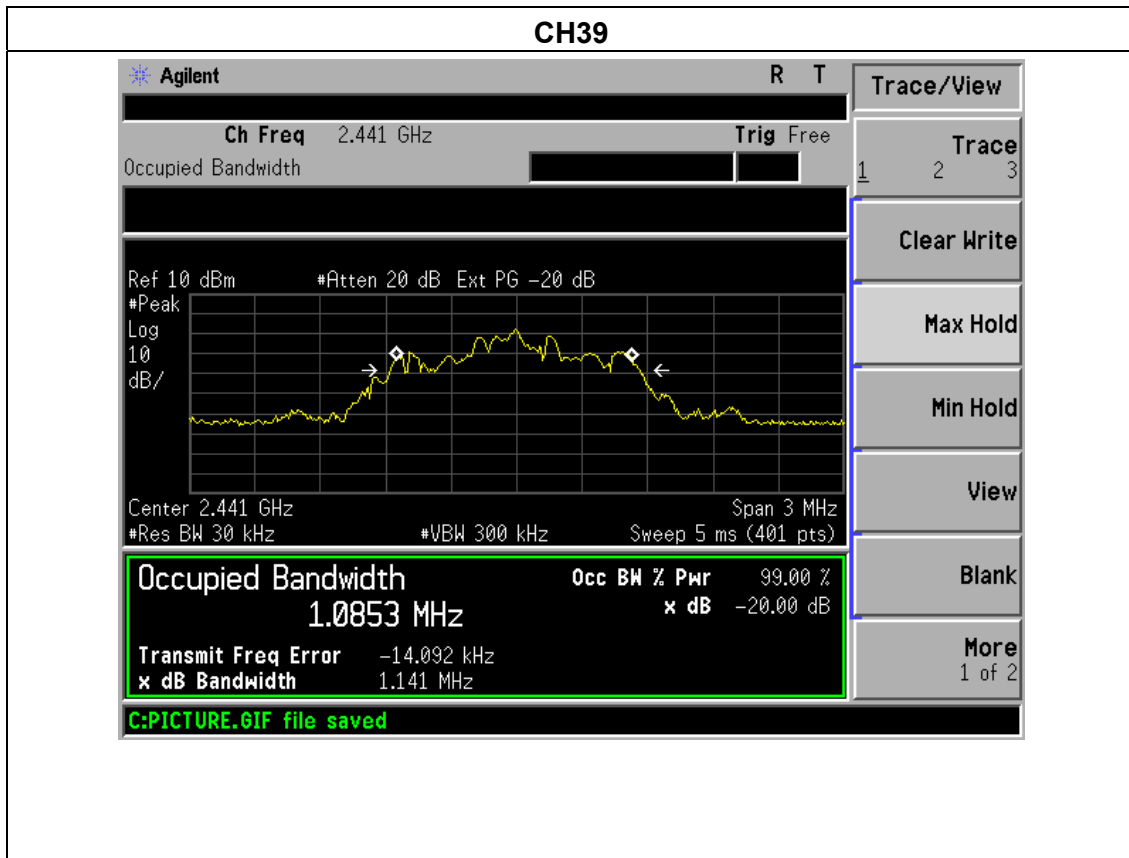 CH39
Agilent R T
Trace/View
Ch Freq 2.441 GHz Trig Free
Occupied Bandwidth
Trace
1 2 3
Clear Write
Ref 10 dBm #Atten 20 dB Ext PG -20 dB
#Peak
Log
10
dB/
Max Hold
Min Hold
View
Center 2.441 GHz Span 3 MHz
#Res BW 30 kHz #VBW 300 kHz Sweep 5 ms (401 pts)
Occupied Bandwidth Occ BW % Pwr 99.00 %
1.0853 MHz x dB -20.00 dB
Blank
Transmit Freq Error -14.092 kHz
x dB Bandwidth 1.141 MHz
More
1 of 2
C:PICTURE.GIF file saved